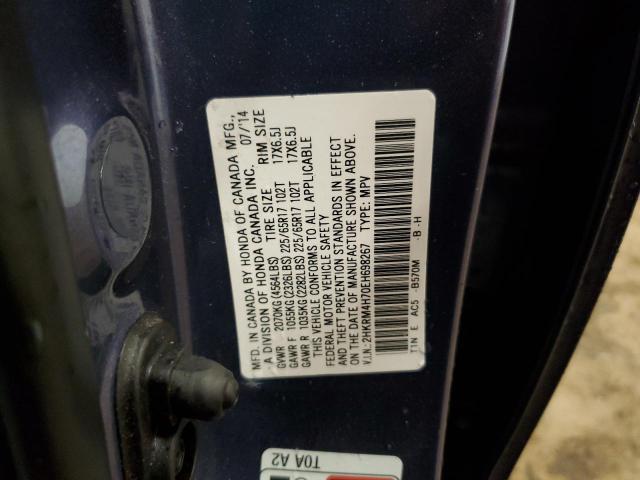 MFD. IN CANADA BY HONDA OF CANADA MFG.,
A DIVISION OF HONDA CANADA INC. 07/14
TIRE SIZE RIM SIZE
GVWR 2070KG(4564LBS)
GAWR F 1055KG(2326LBS) 225/65R17 102T 17X6.5J
GAWR R 1035KG(2282LBS) 225/65R17 102T 17X6.5J
THIS VEHICLE CONFORMS TO ALL APPLICABLE
FEDERAL MOTOR VEHICLE SAFETY
AND THEFT PREVENTION STANDARDS IN EFFECT
ON THE DATE OF MANUFACTURE SHOWN ABOVE.
V.I.N.: 2HKRM4H70EH698267 TYPE: MPV
T1N E AC5 -B570M -B-H
T0A A2